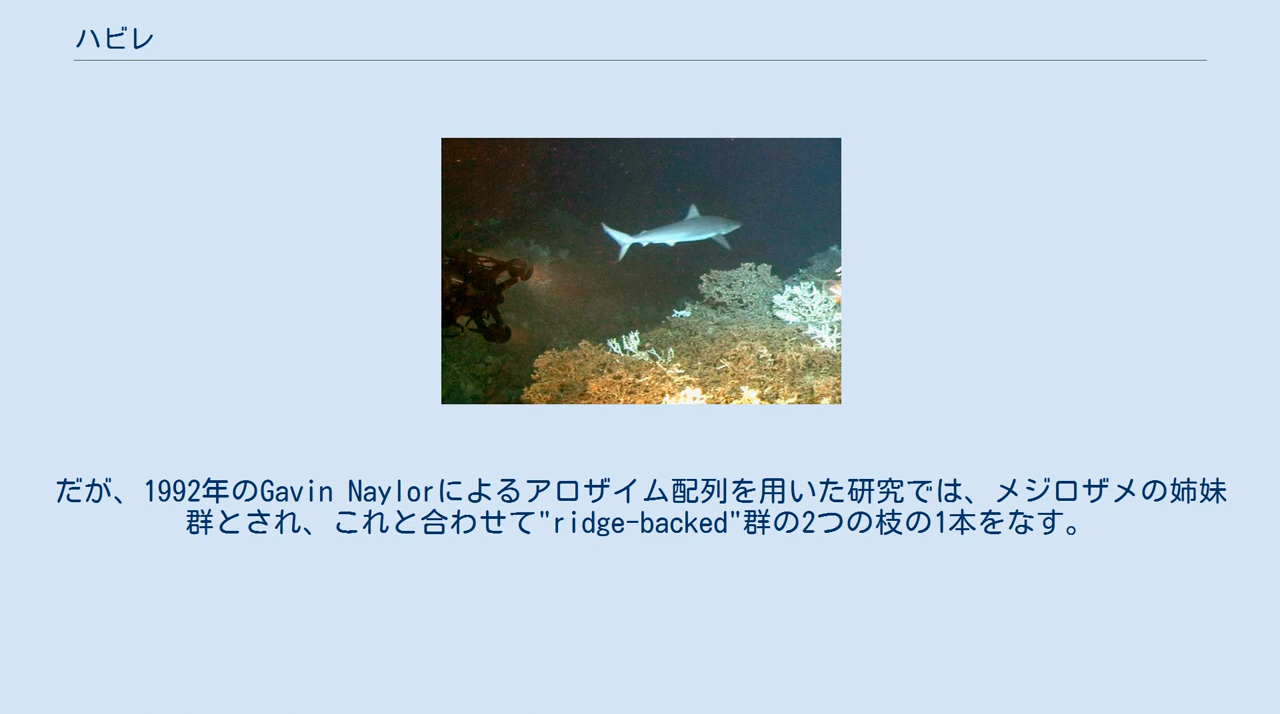 ハビレ
だが、1992年のGavin Naylorによるアロザイム配列を用いた研究では、メジロザメの姉妹
群とされ、これと合わせて"ridge-backed"群の2つの枝の1本をなす。